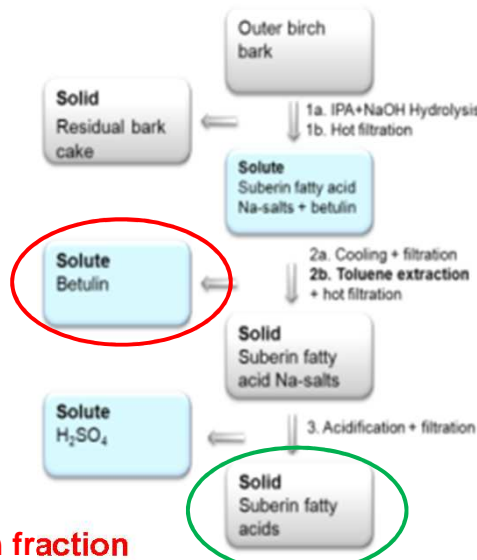 Outer birch
bark
Solid
Residual bark
cake
1a. IPA+NaOH Hydrolysis
1b. Hot filtration
Solute
Suberin fatty acid
Na-salts + betulin
Solute
Betulin
2a. Cooling + filtration
2b. Toluene extraction
+ hot filtration
Solid
Suberin fatty
acid Na-salts
Solute
H₂SO₄
3. Acidification + filtration
Solid
Suberin fatty
acids
fraction